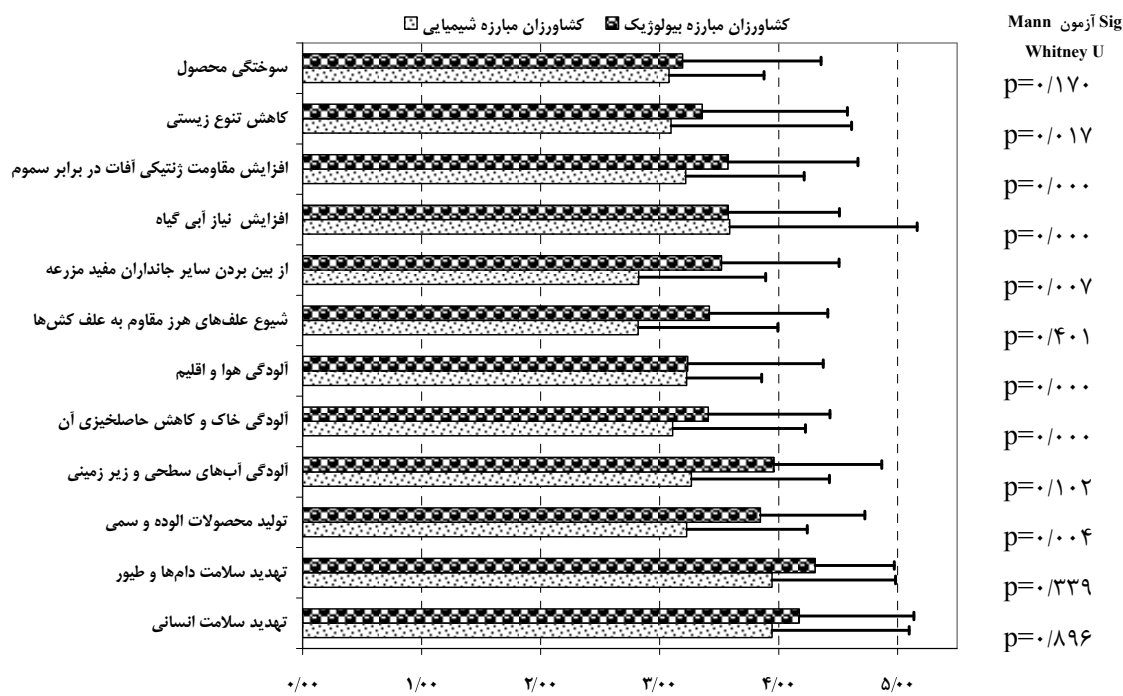 کشاورزان مبارزه بیولوژیک کشاورزان مبارزه شیمیایی
Sig آزمون Mann
Whitney U
سوختگی محصول
p=۰/۱۷۰
کاهش تنوع زیستی
p=۰/۰۱۷
افزایش مقاومت ژنتیکی آفات در برابر سموم
p=۰/۰۰۰
افزایش نیاز آبی گیاه
p=۰/۰۰۰
از بین بردن سایر جانداران مفید مزرعه
p=۰/۰۰۷
شیوع علف‌های هرز مقاوم به علف کش‌ها
p=۰/۴۰۱
آلودگی هوا و اقلیم
p=۰/۰۰۰
آلودگی خاک و کاهش حاصلخیزی آن
p=۰/۰۰۰
آلودگی آب‌های سطحی و زیر زمینی
p=۰/۱۰۲
تولید محصولات الوده و سمی
p=۰/۰۰۴
تهدید سلامت دام‌ها و طیور
p=۰/۳۳۹
تهدید سلامت انسانی
p=۰/۸۹۶
۰/۰۰ ۱/۰۰ ۲/۰۰ ۳/۰۰ ۴/۰۰ ۵/۰۰